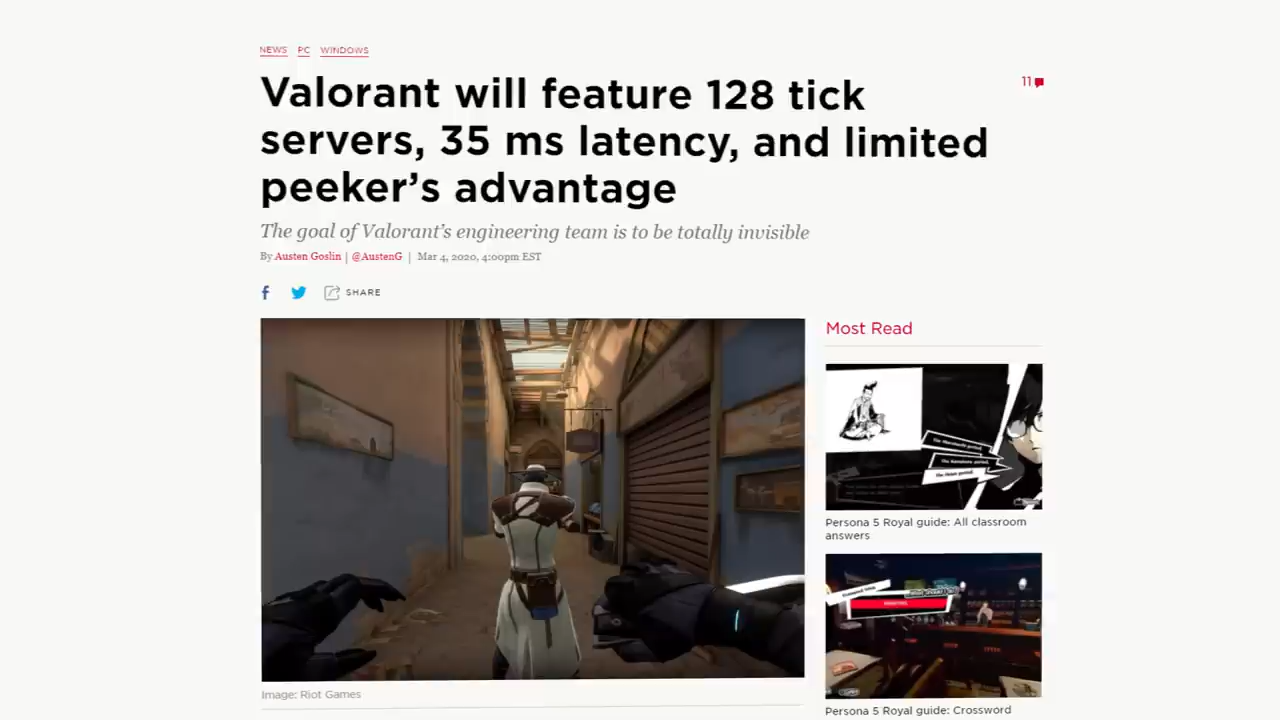 NEWS PC WINDOWS
Valorant will feature 128 tick
servers, 35 ms latency, and limited
peeker's advantage
11
The goal of Valorant's engineering team is to be totally invisible
By Austen Goslin | @AustenG | Mar 4, 2020, 4:00pm EST
SHARE
Most Read
Persona 5 Royal guide: All classroom
answers
Image: Riot Games
Persona 5 Royal guide: Crossword